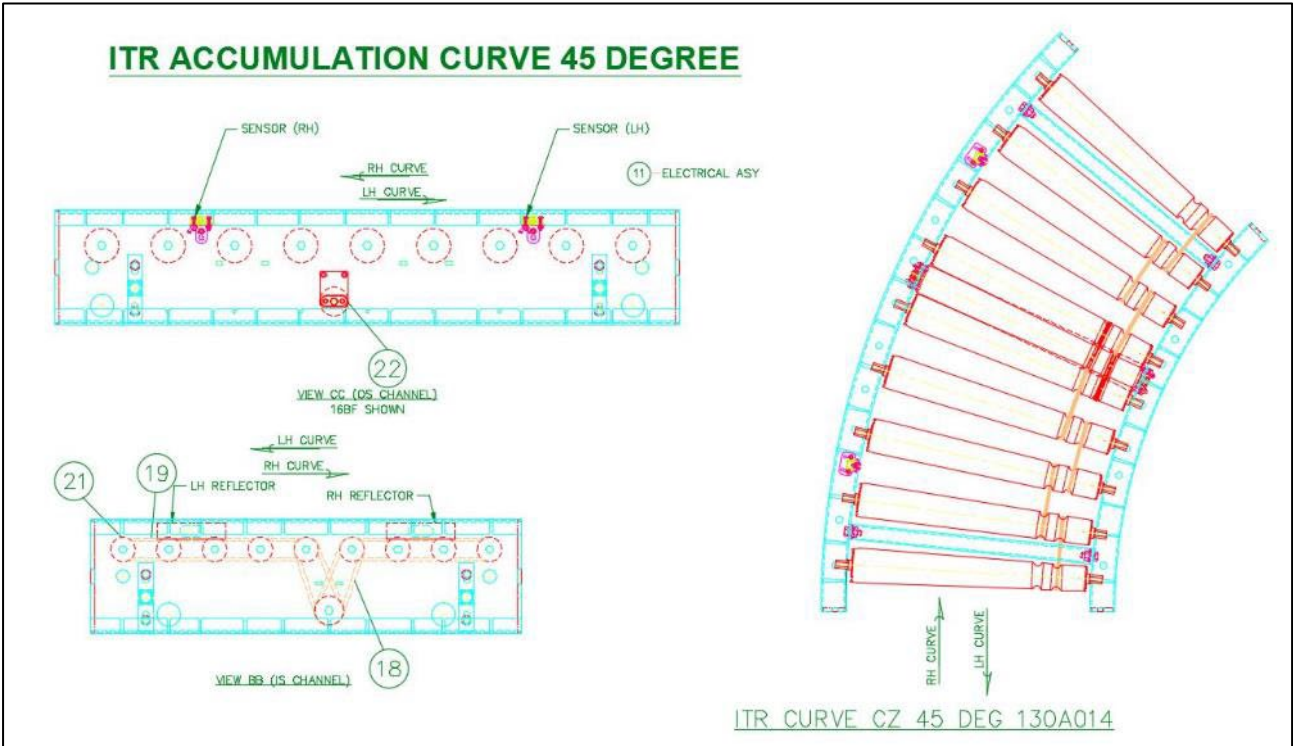 ITR ACCUMULATION CURVE 45 DEGREE
SENSOR (RH)
SENSOR (LH)
RH CURVE
LH CURVE
11 ELECTRICAL ASY
22
VIEW CC (OS CHANNEL)
16BF SHOWN
LH CURVE
RH CURVE
21
19
LH REFLECTOR
RH REFLECTOR
18
VIEW BB (IS CHANNEL)
RH CURVE
LH CURVE
ITR CURVE CZ 45 DEG 130A014